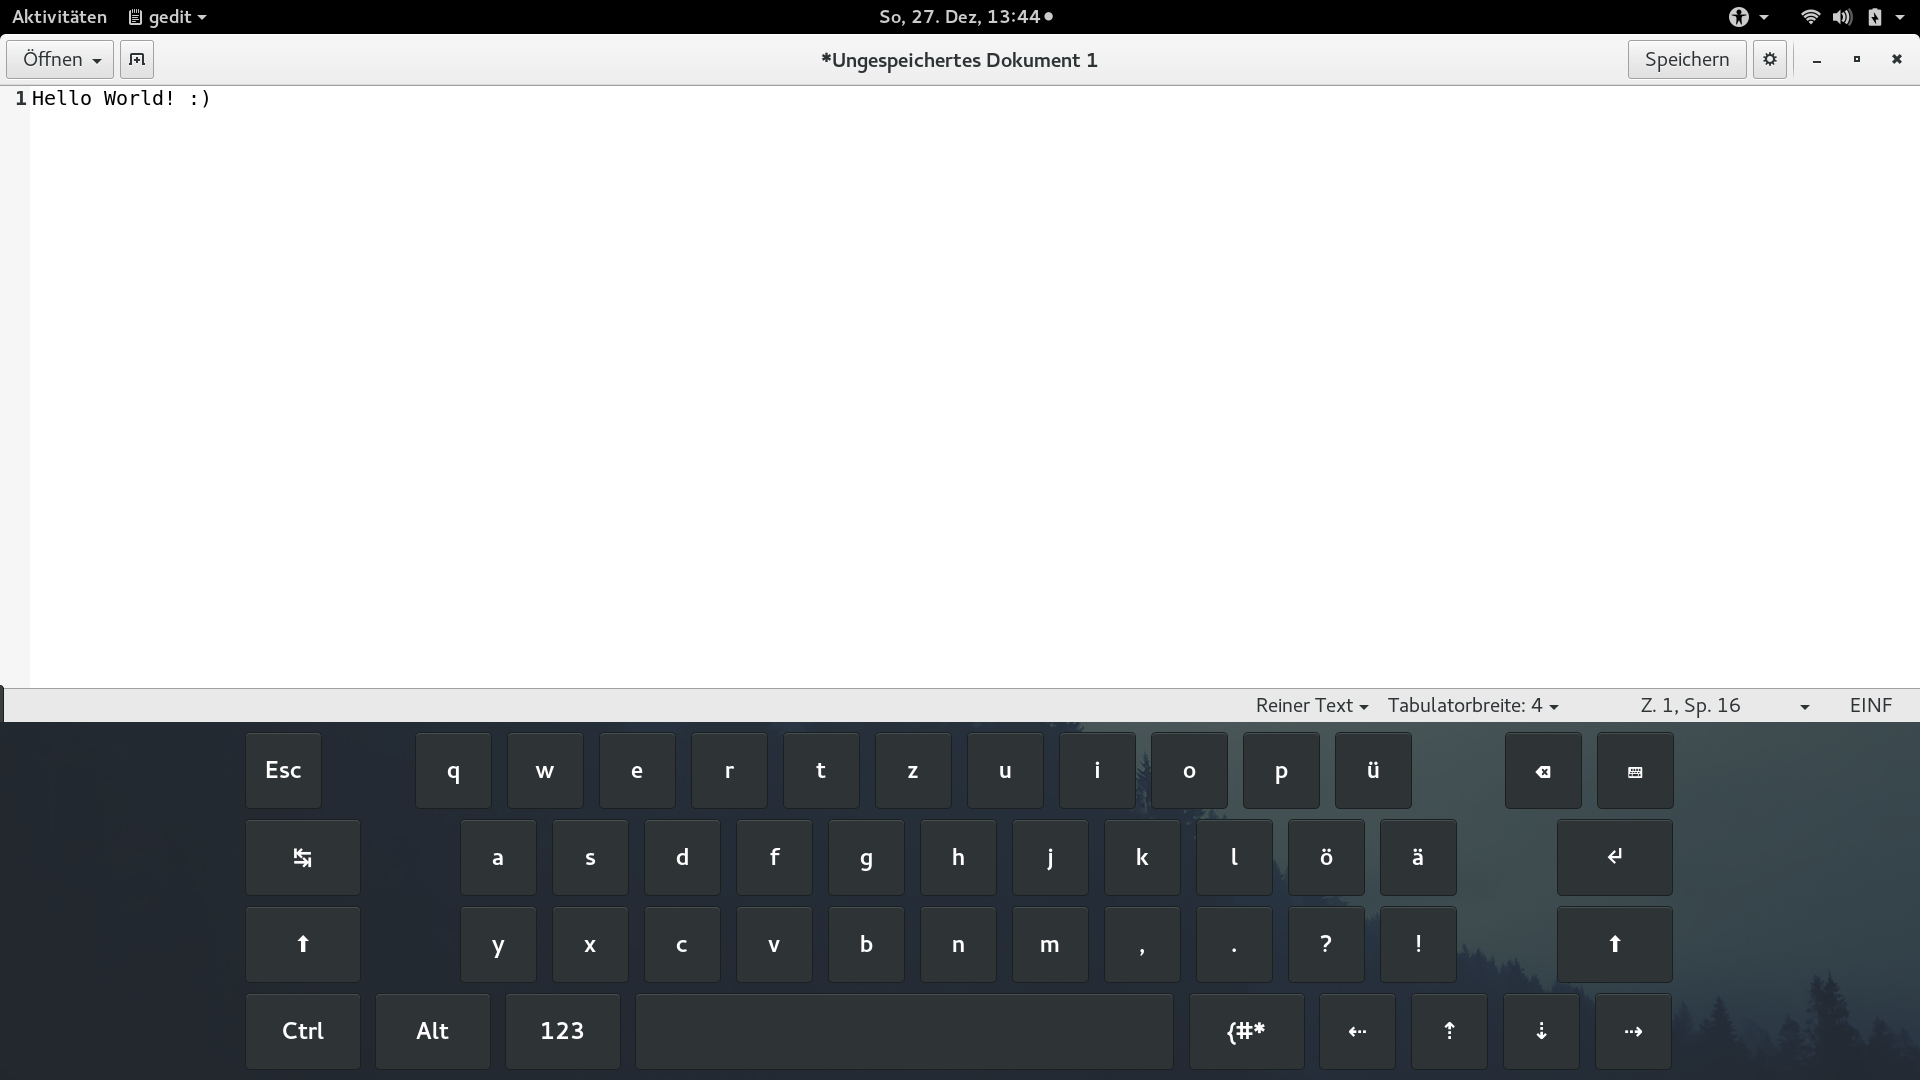 Aktivitäten gedit So, 27. Dez, 13:44
Öffnen *Ungespeichertes Dokument 1 Speichern
1 Hello World! :)
Reiner Text Tabulatorbreite: 4 Z. 1, Sp. 16 EINF
Esc q w e r t z u i o p ü
a s d f g h j k l ö ä
y x c v b n m , . ? !
Ctrl Alt 123 {#*